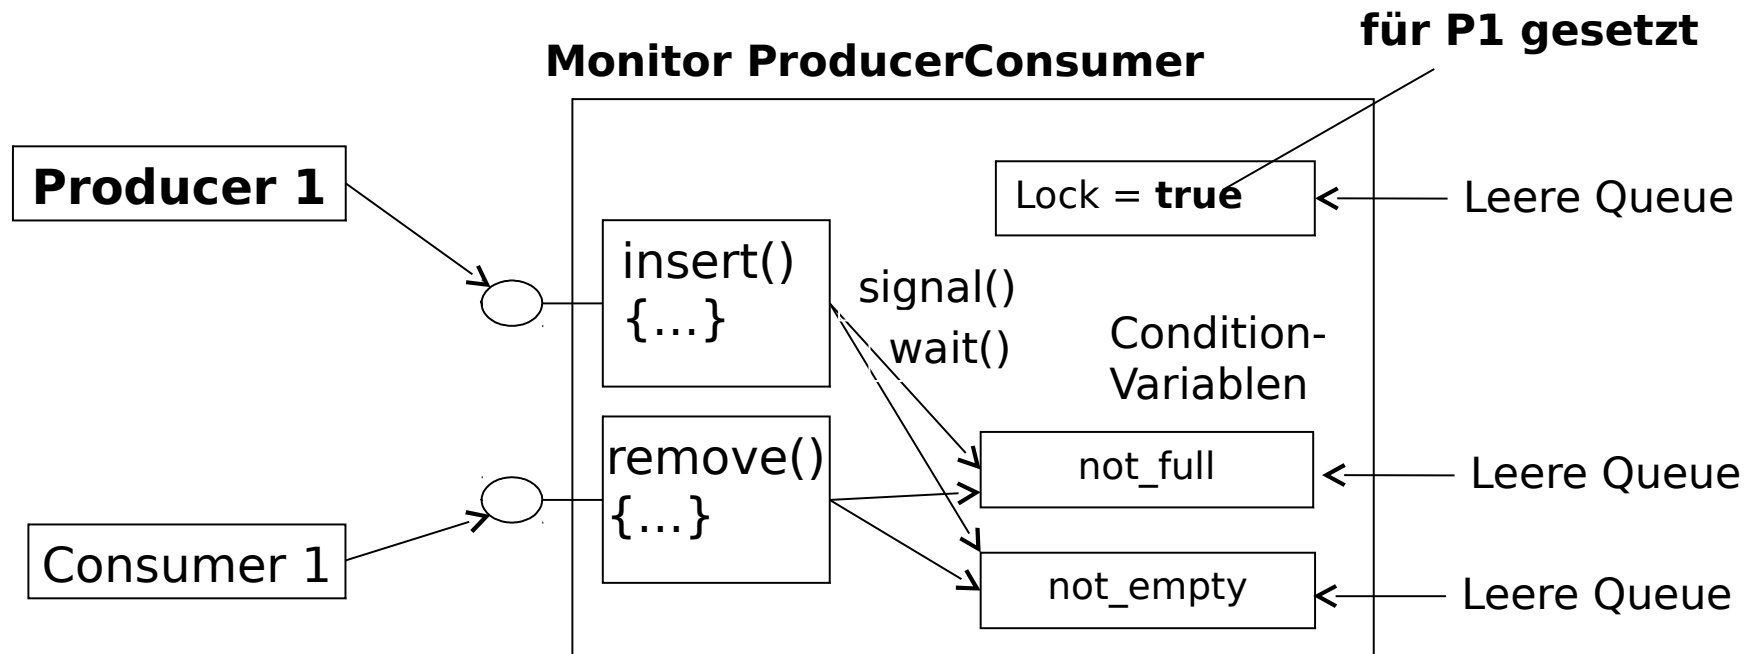 für P1 gesetzt
Monitor ProducerConsumer
Producer 1
Lock = true
Leere Queue
insert()
{...}
signal()
wait()
Condition-
Variablen
remove()
{...}
not_full
Leere Queue
Consumer 1
not_empty
Leere Queue